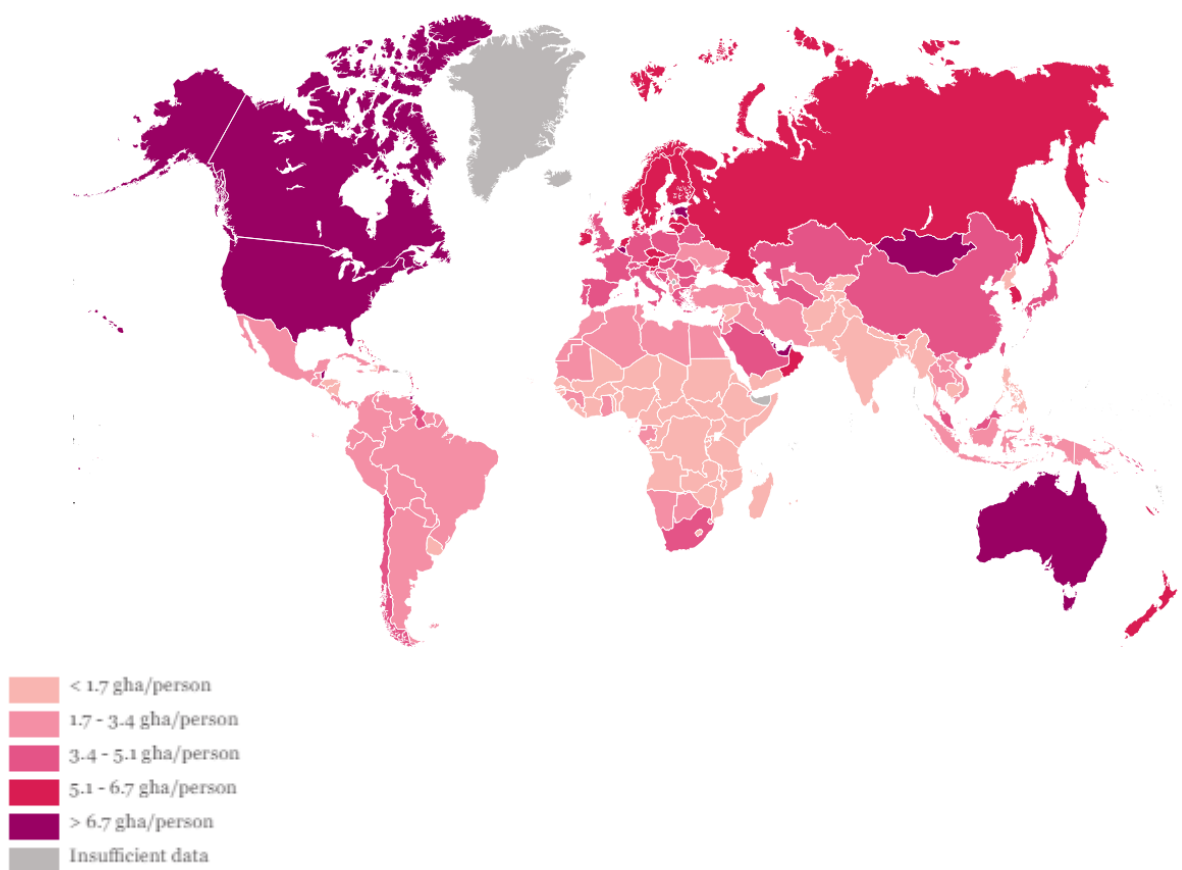 < 1.7 gha/person
1.7 - 3.4 gha/person
3.4 - 5.1 gha/person
5.1 - 6.7 gha/person
> 6.7 gha/person
Insufficient data